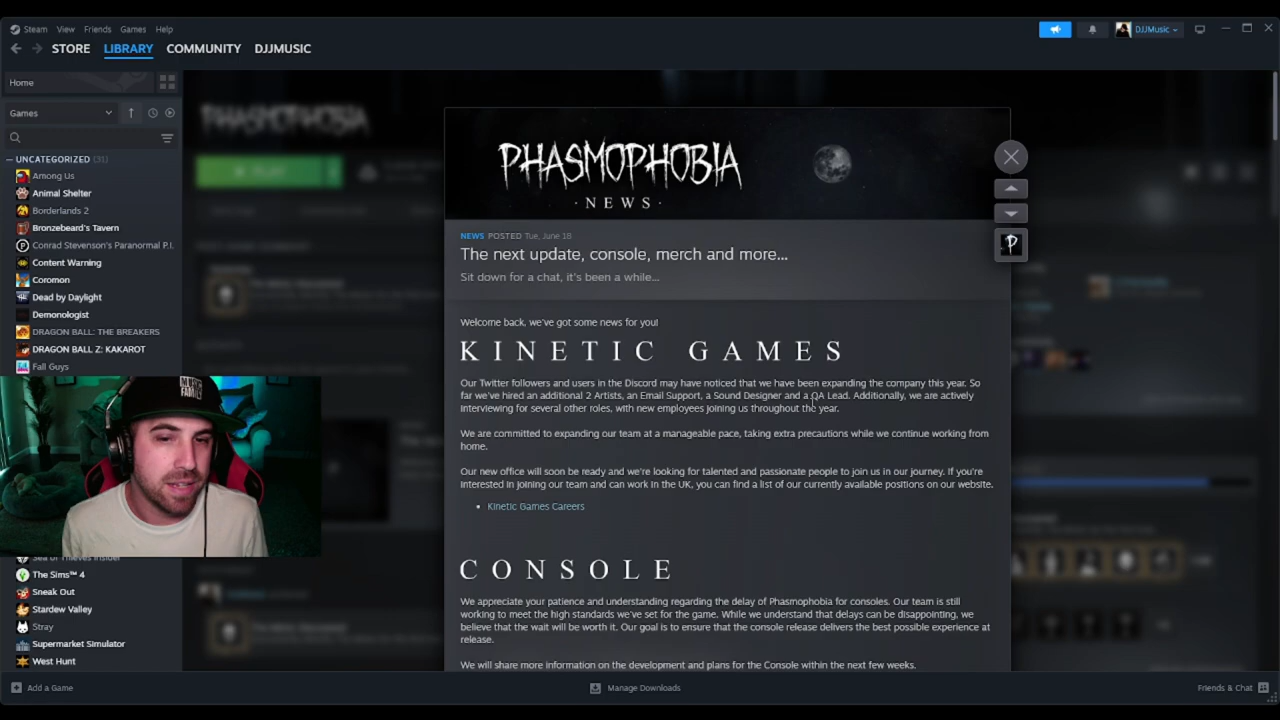 Steam View Friends Games Help
DJJMusic
STORE LIBRARY COMMUNITY DJJMUSIC
Home
Games
— UNCATEGORIZED (31)
Among Us
Animal Shelter
Borderlands 2
Bronzebeard's Tavern
Conrad Stevenson's Paranormal P.I.
Content Warning
Coromon
Dead by Daylight
Demonologist
DRAGON BALL: THE BREAKERS
DRAGON BALL Z: KAKAROT
Fall Guys
Sea of Thieves Insider
The Sims™ 4
Sneak Out
Stardew Valley
Stray
Supermarket Simulator
West Hunt
PHASMOPHOBIA
PLAY
PHASMOPHOBIA
·NEWS·
NEWS POSTED Tue, June 18
The next update, console, merch and more...
Sit down for a chat, it's been a while...
Welcome back, we've got some news for you!
KINETIC GAMES
Our Twitter followers and users in the Discord may have noticed that we have been expanding the company this year. So
far we've hired an additional 2 Artists, an Email Support, a Sound Designer and a QA Lead. Additionally, we are actively
interviewing for several other roles, with new employees joining us throughout the year.
We are committed to expanding our team at a manageable pace, taking extra precautions while we continue working from
home.
Our new office will soon be ready and we're looking for talented and passionate people to join us in our journey. If you're
interested in joining our team and can work in the UK, you can find a list of our currently available positions on our website.
• Kinetic Games Careers
CONSOLE
We appreciate your patience and understanding regarding the delay of Phasmophobia for consoles. Our team is still
working to meet the high standards we've set for the game. While we understand that delays can be disappointing, we
believe that the wait will be worth it. Our goal is to ensure that the console release delivers the best possible experience at
release.
We will share more information on the development and plans for the Console within the next few weeks.
Add a Game
Manage Downloads
Friends & Chat